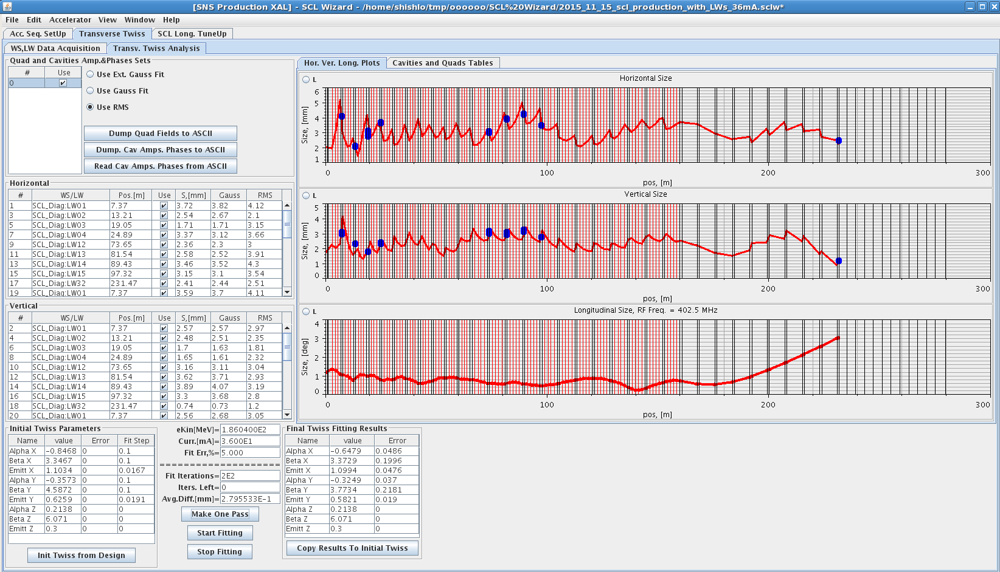 [SNS Production XAL] - SCL Wizard - /home/shishlo/tmp/oooooo/SCL%20Wizard/2015_11_15_scl_production_with_LWs_36mA.sclw*
File Edit Accelerator View Window Help
Acc. Seq. SetUp Transverse Twiss SCL Long. TuneUp
WS,LW Data Acquisition Transv. Twiss Analysis
Quad and Cavities Amp.&Phases Sets
# Use
0
Use Ext. Gauss Fit
Use Gauss Fit
Use RMS
Dump Quad Fields to ASCII
Dump. Cav Amps. Phases to ASCII
Read Cav Amps. Phases from ASCII
Horizontal
# WS/LW Pos.[m] Use S,[mm] Gauss RMS
1 SCL_Diag:LW01 7.37 3.72 3.82 4.12
3 SCL_Diag:LW02 13.21 2.54 2.67 2.1
5 SCL_Diag:LW03 19.05 1.71 1.71 3.15
7 SCL_Diag:LW04 24.89 3.37 3.12 3.66
9 SCL_Diag:LW12 73.65 2.36 2.3 3
11 SCL_Diag:LW13 81.54 2.58 2.52 3.91
13 SCL_Diag:LW14 89.43 3.46 3.52 4.3
15 SCL_Diag:LW15 97.32 3.15 3.1 3.54
17 SCL_Diag:LW32 231.47 2.41 2.44 2.51
19 SCL_Diag:LW01 7.37 3.59 3.7 4.11
Vertical
# WS/LW Pos.[m] Use S,[mm] Gauss RMS
2 SCL_Diag:LW01 7.37 2.57 2.57 2.97
4 SCL_Diag:LW02 13.21 2.48 2.51 2.35
6 SCL_Diag:LW03 19.05 1.7 1.63 1.81
8 SCL_Diag:LW04 24.89 1.65 1.61 2.32
10 SCL_Diag:LW12 73.65 3.16 3.11 3.04
12 SCL_Diag:LW13 81.54 3.62 3.71 2.93
14 SCL_Diag:LW14 89.43 3.89 4.07 3.19
16 SCL_Diag:LW15 97.32 3.3 3.68 2.8
18 SCL_Diag:LW32 231.47 0.74 0.73 1.2
20 SCL_Diag:LW01 7.37 2.56 2.68 3.05
Hor. Ver. Long. Plots Cavities and Quads Tables
L
Horizontal Size
Size, [mm]
6
5
4
3
2
1
0 100 200 300
pos, [m]
L
Vertical Size
Size, [mm]
5
4
3
2
1
0
0 100 200 300
pos, [m]
L
Longitudinal Size, RF Freq. = 402.5 MHz
Size, [deg]
4
3
2
1
0
0 100 200 300
pos, [m]
Initial Twiss Parameters
Name value Error Fit Step
Alpha X -0.8468 0 0.1
Beta X 3.3467 0 0.1
Emitt X 1.1034 0 0.0167
Alpha Y -0.3573 0 0.1
Beta Y 4.5872 0 0.1
Emitt Y 0.6259 0 0.0191
Alpha Z 0.2138 0 0
Beta Z 6.071 0 0
Emitt Z 0.3 0 0
Init Twiss from Design
eKin[MeV]= 1.860400E2
Curr.[mA]= 3.600E1
Fit Err,%= 5.000
====================
Fit Iterations= 2E2
Iters. Left= 0
Avg.Diff.[mm]= 2.795533E-1
Make One Pass
Start Fitting
Stop Fitting
Final Twiss Fitting Results
Name value Error
Alpha X -0.6479 0.0486
Beta X 3.3729 0.1996
Emitt X 1.0994 0.0476
Alpha Y -0.3249 0.037
Beta Y 3.7734 0.2181
Emitt Y 0.5821 0.019
Alpha Z 0.2138 0
Beta Z 6.071 0
Emitt Z 0.3 0
Copy Results To Initial Twiss